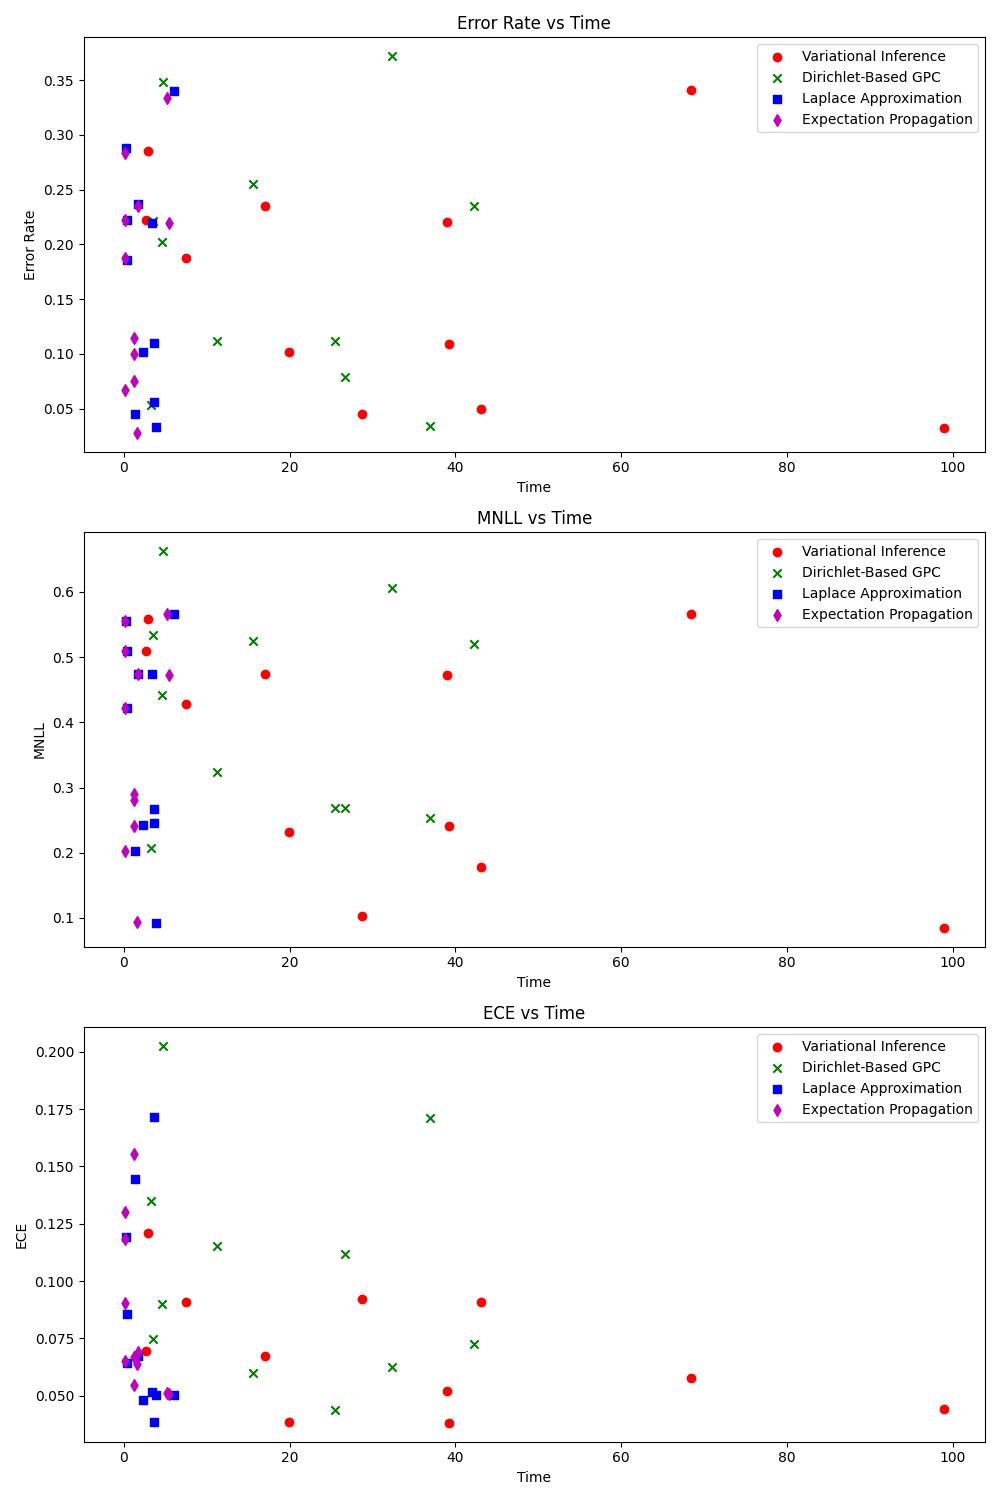 Error Rate vs Time
Variational Inference
Dirichlet-Based GPC
Laplace Approximation
Expectation Propagation
Error Rate
0.35
0.30
0.25
0.20
0.15
0.10
0.05
0 20 40 60 80 100
Time
MNLL vs Time
Variational Inference
Dirichlet-Based GPC
Laplace Approximation
Expectation Propagation
MNLL
0.6
0.5
0.4
0.3
0.2
0.1
0 20 40 60 80 100
Time
ECE vs Time
Variational Inference
Dirichlet-Based GPC
Laplace Approximation
Expectation Propagation
ECE
0.200
0.175
0.150
0.125
0.100
0.075
0.050
0 20 40 60 80 100
Time